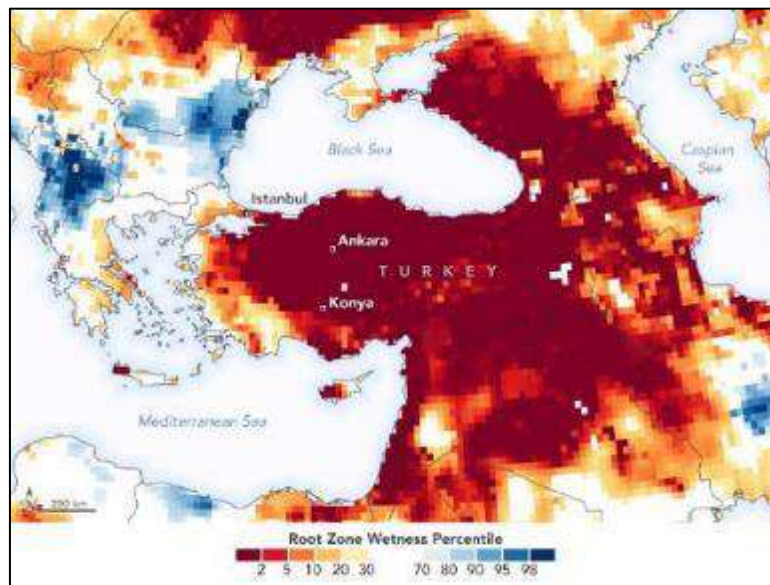 Black Sea
Caspian
Sea
Istanbul
Ankara
TURKEY
Konya
Mediterranean Sea
200 km
Root Zone Wetness Percentile
2 5 10 20 30 70 80 90 95 98